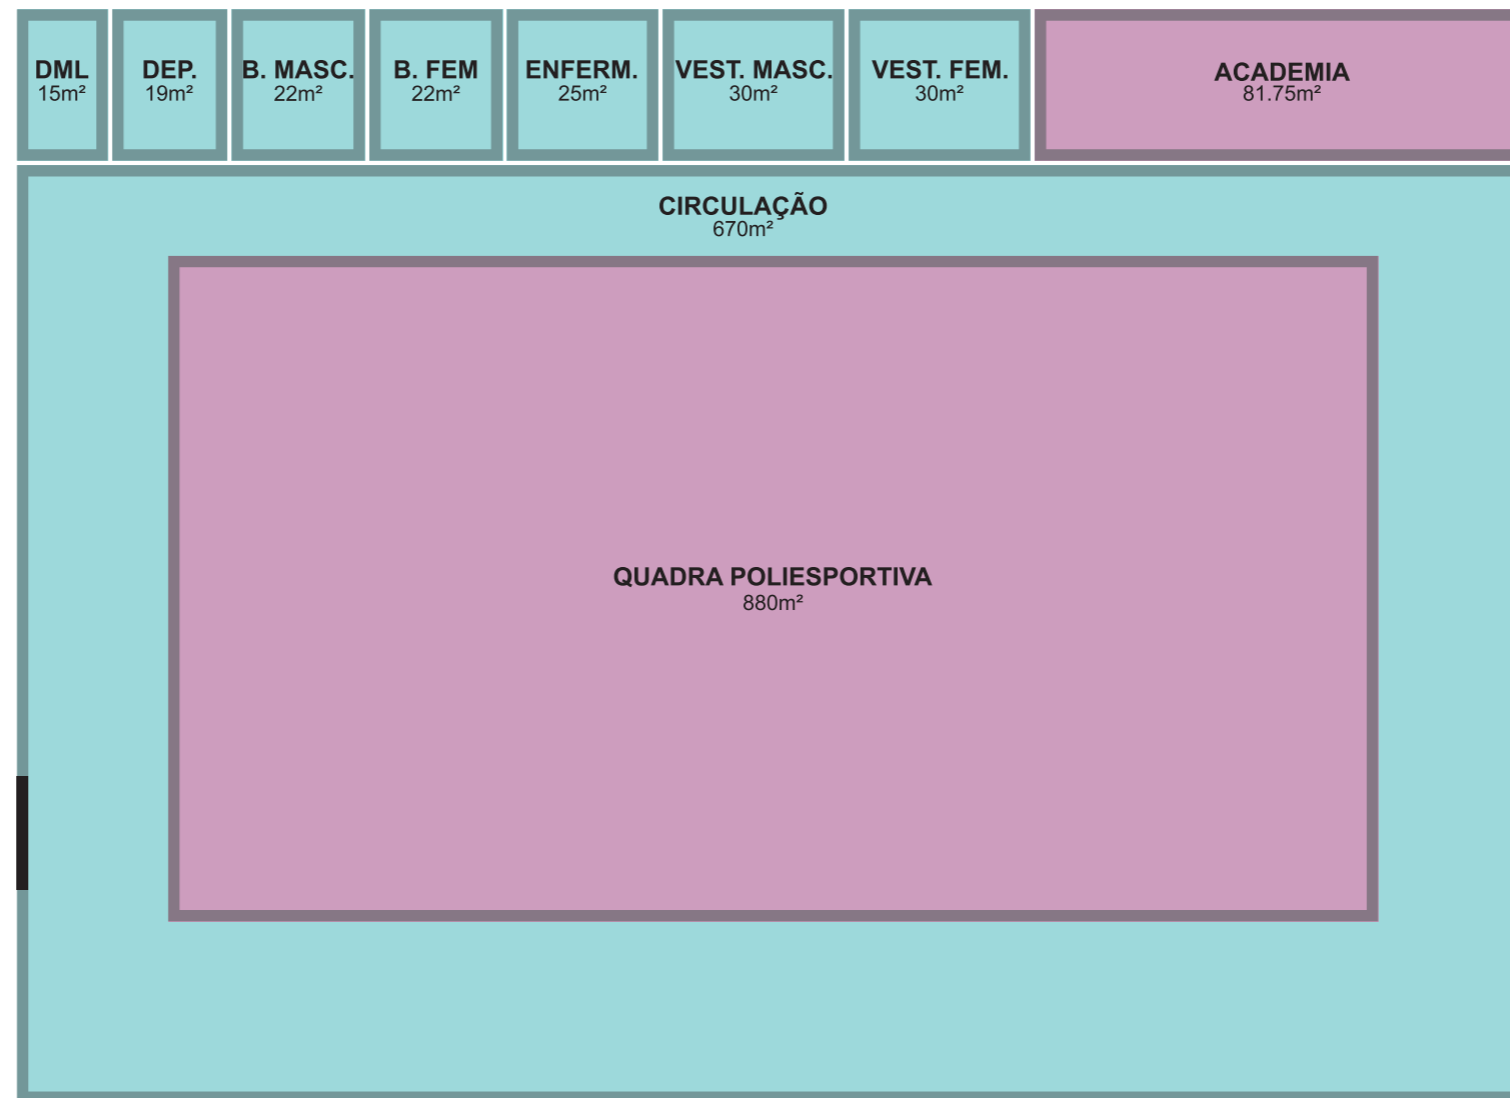 DML
15m²
DEP.
19m²
B. MASC.
22m²
B. FEM
22m²
ENFERM.
25m²
VEST. MASC.
30m²
VEST. FEM.
30m²
ACADEMIA
81.75m²
CIRCULAÇÃO
670m²
QUADRA POLIESPORTIVA
880m²